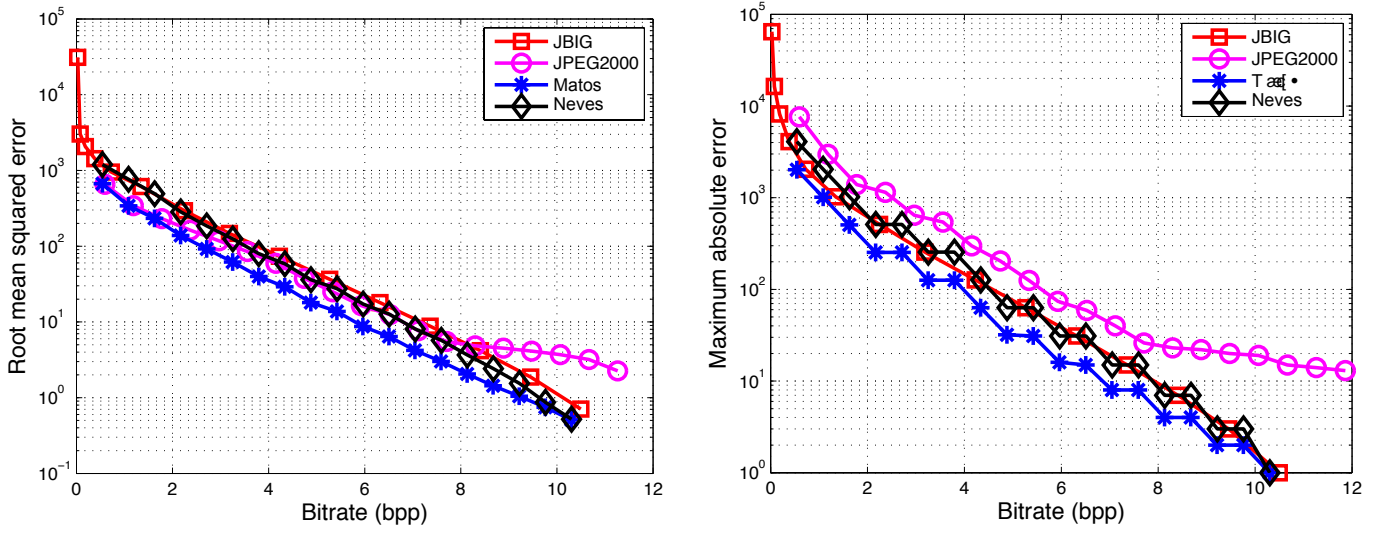 10^5
10^4
10^3
10^2
10^1
10^0
10^-1
Root mean squared error
0 2 4 6 8 10 12
Bitrate (bpp)
JBIG
JPEG2000
Matos
Neves
10^5
10^4
10^3
10^2
10^1
10^0
Maximum absolute error
0 2 4 6 8 10 12
Bitrate (bpp)
JBIG
JPEG2000
Neves